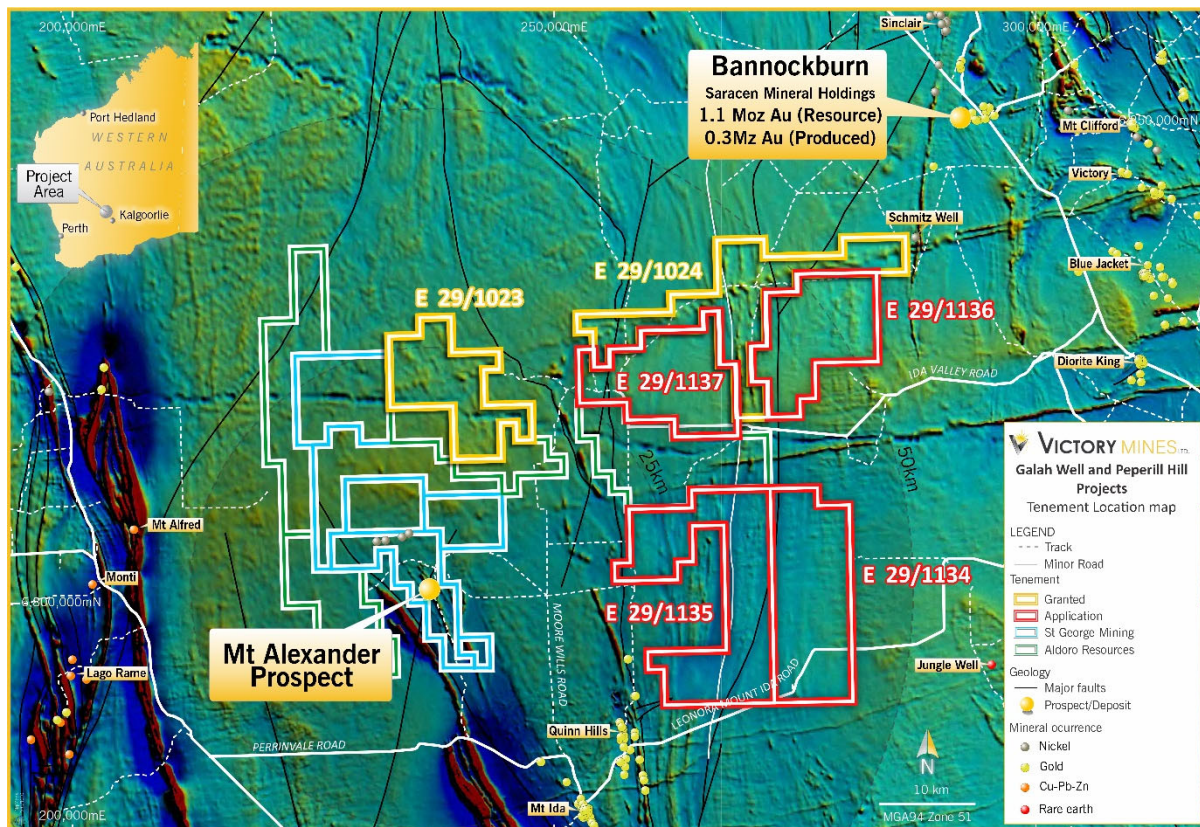 200,000mE
250,000mE
300,000mE
Sinclair
Bannockburn
Saracen Mineral Holdings
1.1 Moz Au (Resource)
0.3Mz Au (Produced)
Port Hedland
WESTERN
AUSTRALIA
Project
Area
Kalgoorlie
Perth
Mt Clifford
Victory
Schmitz Well
Blue Jacket
E 29/1024
E 29/1023
E 29/1136
E 29/1137
Diorite King
IDA VALLEY ROAD
25km
50km
Mt Alfred
Monti
6,800,000mN
E 29/1134
E 29/1135
Mt Alexander
Prospect
MOORE WILLS ROAD
Jungle Well
Lago Rame
LEONORA MOUNT IDA ROAD
Quinn Hills
PERRINVALE ROAD
Mt Ida
200,000mE
N
10 km
MGA94 Zone 51
VICTORY MINES LTD.
Galah Well and Peperill Hill
Projects
Tenement Location map
LEGEND
Track
Minor Road
Tenement
Granted
Application
St George Mining
Aldoro Resources
Geology
Major faults
Prospect/Deposit
Mineral ocurrence
Nickel
Gold
Cu-Pb-Zn
Rare earth